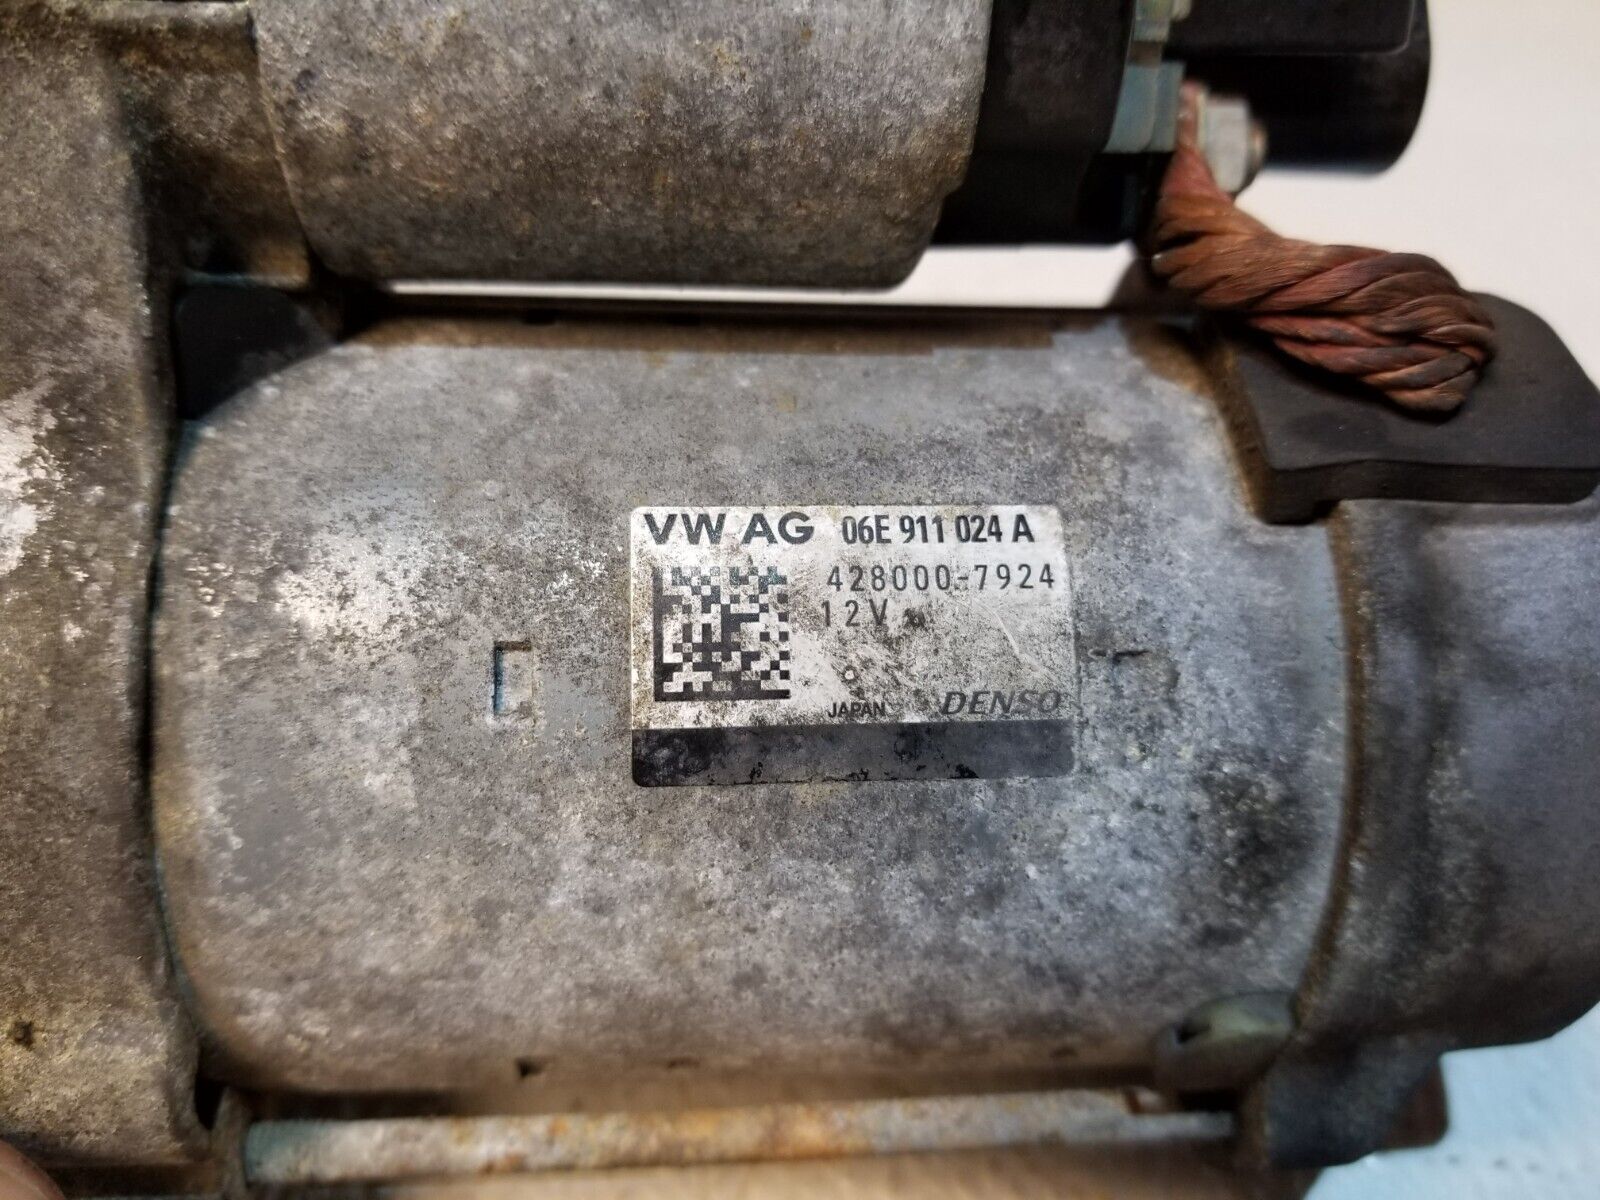 VW AG 06E 911 024 A
428000-7924
12V
JAPAN DENSO